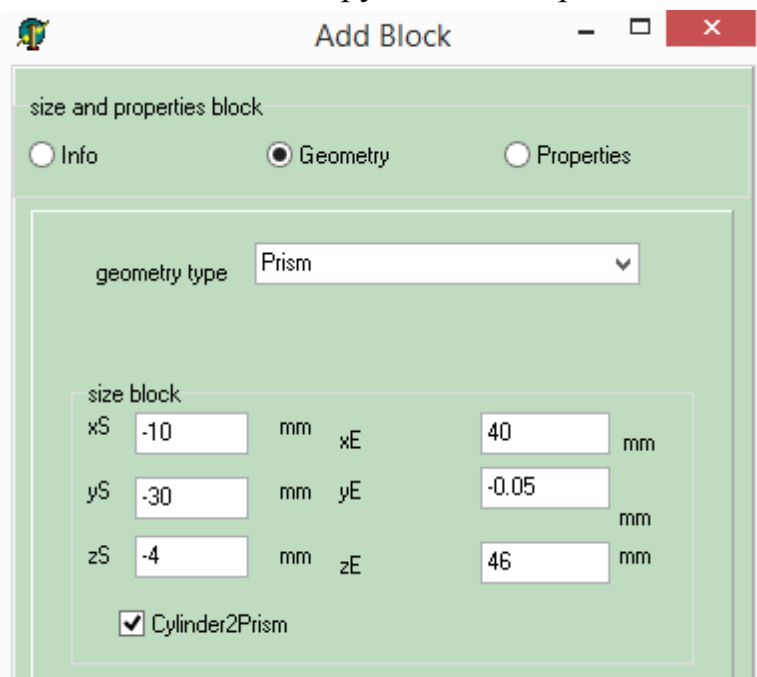 Add Block
size and properties block
Info Geometry Properties
geometry type Prism
size block
xS -10 mm xE 40 mm
yS -30 mm yE -0.05 mm
zS -4 mm zE 46 mm
Cylinder2Prism